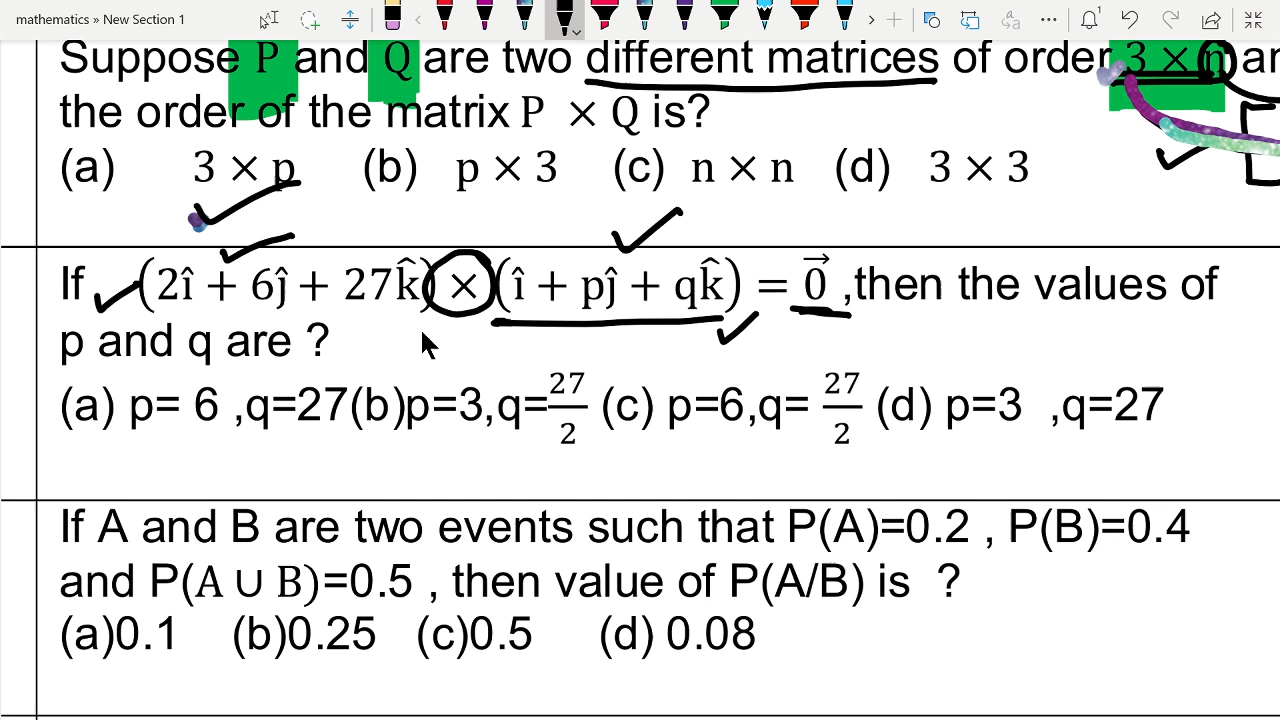 mathematics » New Section 1
Suppose P and Q are two different matrices of order 3 × n
the order of the matrix P × Q is?
(a) 3 × p (b) p × 3 (c) n × n (d) 3 × 3
If (2î + 6ĵ + 27k̂) × (î + pĵ + qk̂) = 0⃗ ,then the values of
p and q are ?
(a) p= 6 ,q=27(b)p=3,q=27/2 (c) p=6,q= 27/2 (d) p=3 ,q=27
If A and B are two events such that P(A)=0.2 , P(B)=0.4
and P(A ∪ B)=0.5 , then value of P(A/B) is ?
(a)0.1 (b)0.25 (c)0.5 (d) 0.08